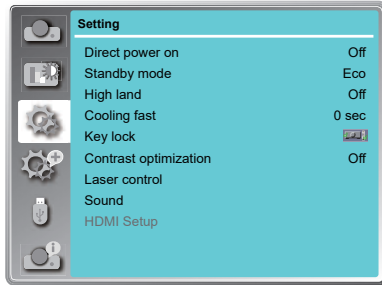 Setting
Direct power on Off
Standby mode Eco
High land Off
Cooling fast 0 sec
Key lock
Contrast optimization Off
Laser control
Sound
HDMI Setup